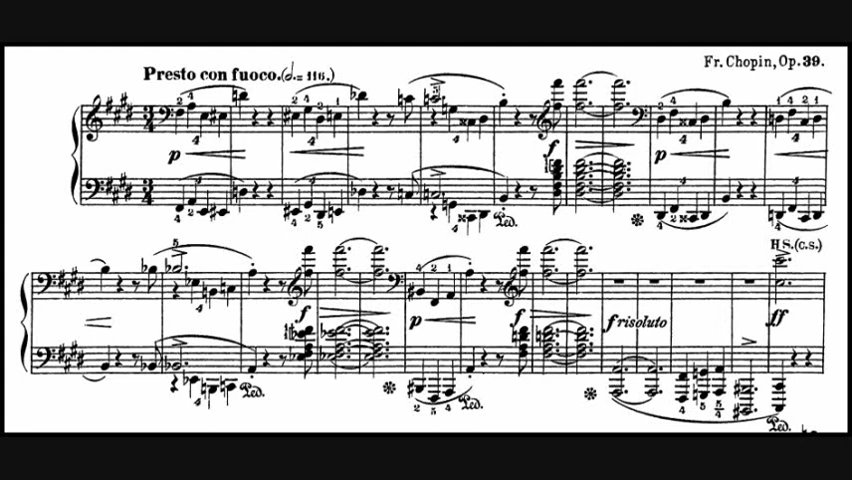 Fr. Chopin, Op. 39.
Presto con fuoco. (𝅗𝅥. = 116.)
p f p
Ped.
H.S.(c.s.)
f p f f risoluto ff
Ped. Ped. Ped.